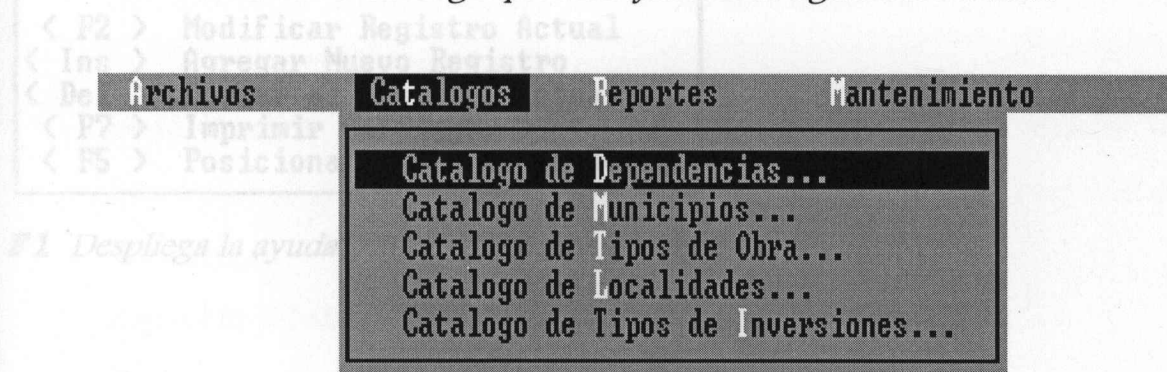 < F2 > Modificar Registro Actual
< Ins > Agregar Nuevo Registro
Archivos Catalogos Reportes Mantenimiento
< F7 > Imprimir
< F5 >
Catalogo de Dependencias...
Catalogo de Municipios...
Catalogo de Tipos de Obra...
Catalogo de Localidades...
Catalogo de Tipos de Inversiones...
F1 Despliega la ayuda